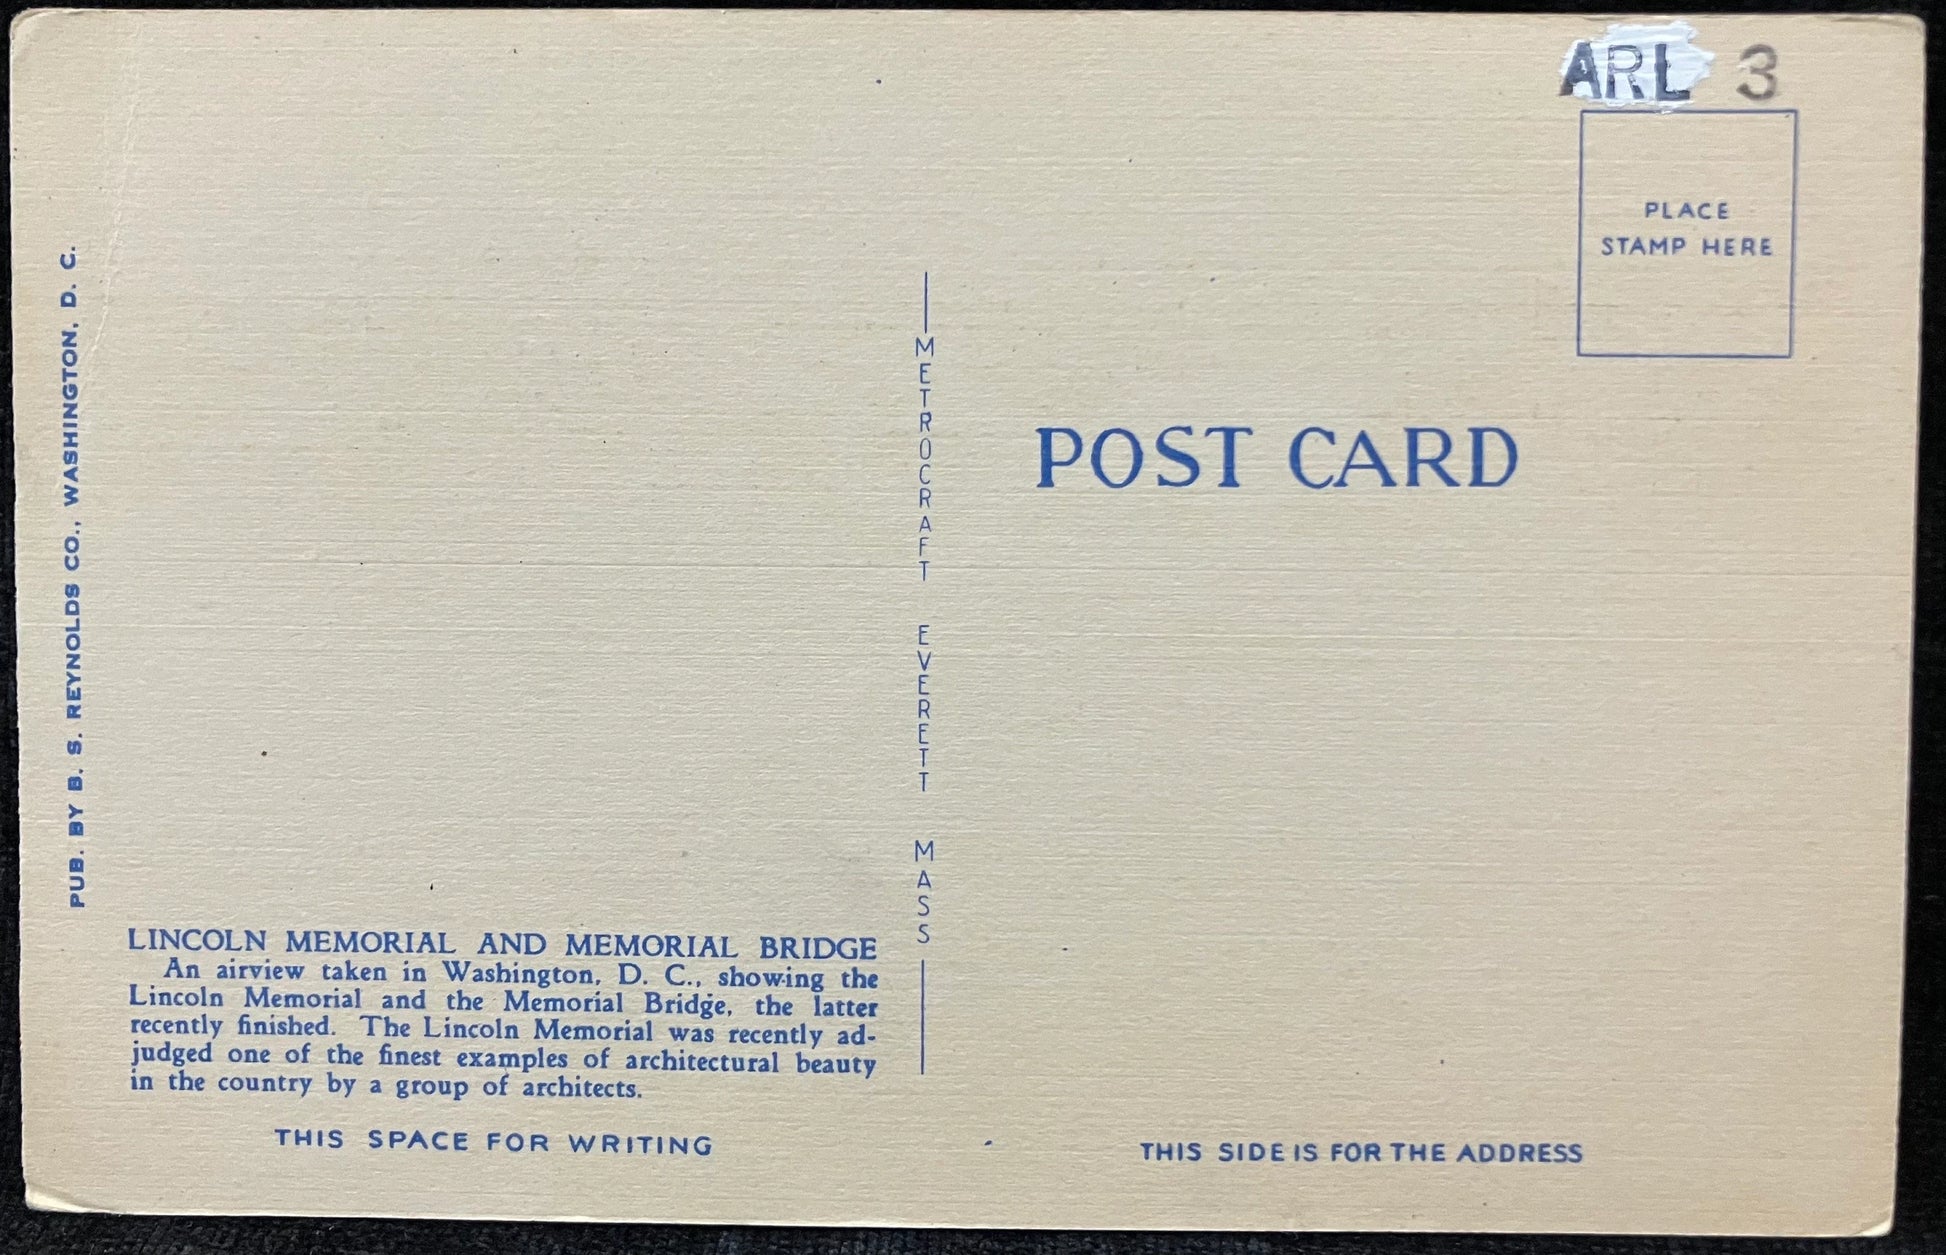 ARL 3
PLACE
STAMP HERE
PUB. BY B. S. REYNOLDS CO., WASHINGTON, D. C.
METROCRAFT EVERETT MASS
POST CARD
LINCOLN MEMORIAL AND MEMORIAL BRIDGE
An airview taken in Washington, D. C., showing the
Lincoln Memorial and the Memorial Bridge, the latter
recently finished. The Lincoln Memorial was recently ad-
judged one of the finest examples of architectural beauty
in the country by a group of architects.
THIS SPACE FOR WRITING
THIS SIDE IS FOR THE ADDRESS